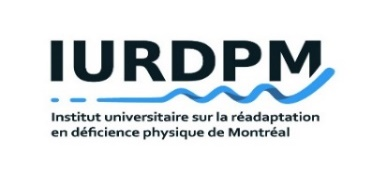 IURDPM
Institut universitaire sur la réadaptation
en déficience physique de Montréal